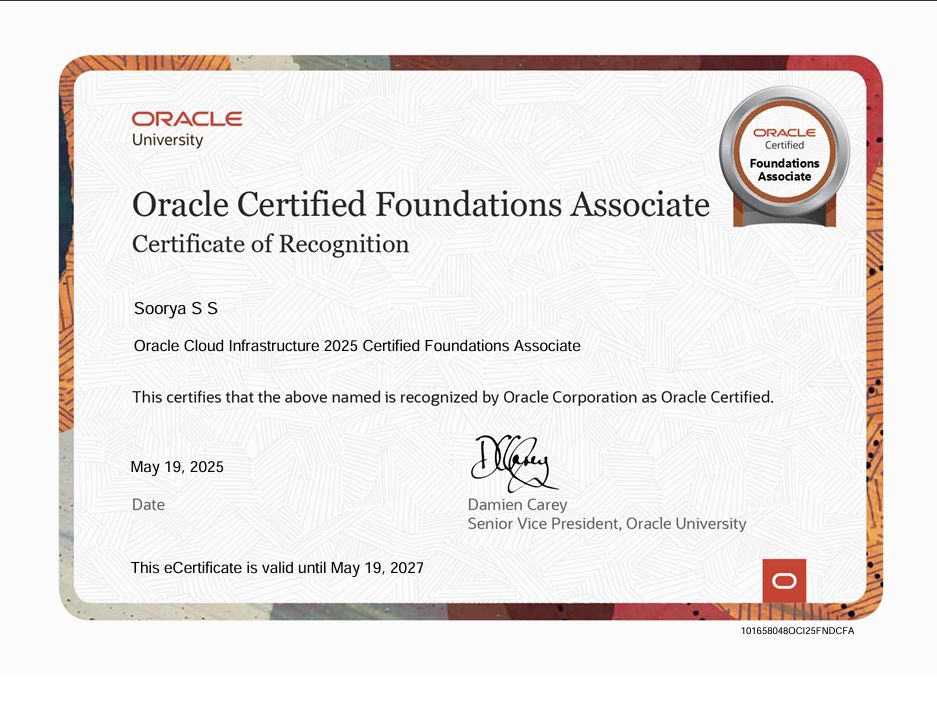 ORACLE
University
ORACLE
Certified
Foundations
Associate
Oracle Certified Foundations Associate
Certificate of Recognition
Soorya S S
Oracle Cloud Infrastructure 2025 Certified Foundations Associate
This certifies that the above named is recognized by Oracle Corporation as Oracle Certified.
DCarey
May 19, 2025
Date
Damien Carey
Senior Vice President, Oracle University
This eCertificate is valid until May 19, 2027
101658048OCI25FNDCFA